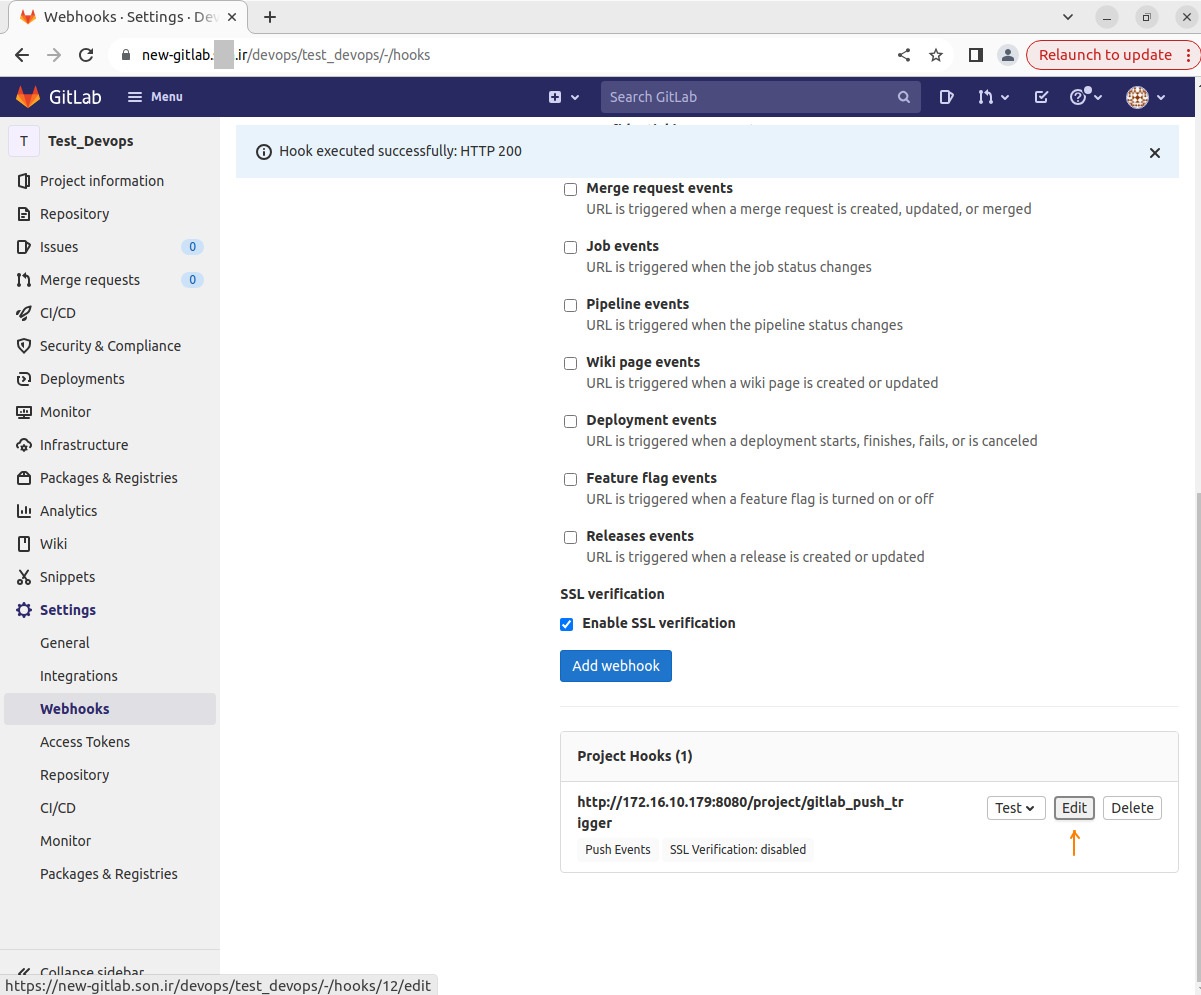 Webhooks · Settings · Dev
new-gitlab.s .ir/devops/test_devops/-/hooks
Relaunch to update
GitLab
Menu
Search GitLab
T
Test_Devops
Project information
Repository
Issues
0
Merge requests
0
CI/CD
Security & Compliance
Deployments
Monitor
Infrastructure
Packages & Registries
Analytics
Wiki
Snippets
Settings
General
Integrations
Webhooks
Access Tokens
Repository
CI/CD
Monitor
Packages & Registries
Collapse sidebar
Hook executed successfully: HTTP 200
Merge request events
URL is triggered when a merge request is created, updated, or merged
Job events
URL is triggered when the job status changes
Pipeline events
URL is triggered when the pipeline status changes
Wiki page events
URL is triggered when a wiki page is created or updated
Deployment events
URL is triggered when a deployment starts, finishes, fails, or is canceled
Feature flag events
URL is triggered when a feature flag is turned on or off
Releases events
URL is triggered when a release is created or updated
SSL verification
Enable SSL verification
Add webhook
Project Hooks (1)
http://172.16.10.179:8080/project/gitlab_push_tr
igger
Test
Edit
Delete
Push Events
SSL Verification: disabled
https://new-gitlab.son.ir/devops/test_devops/-/hooks/12/edit